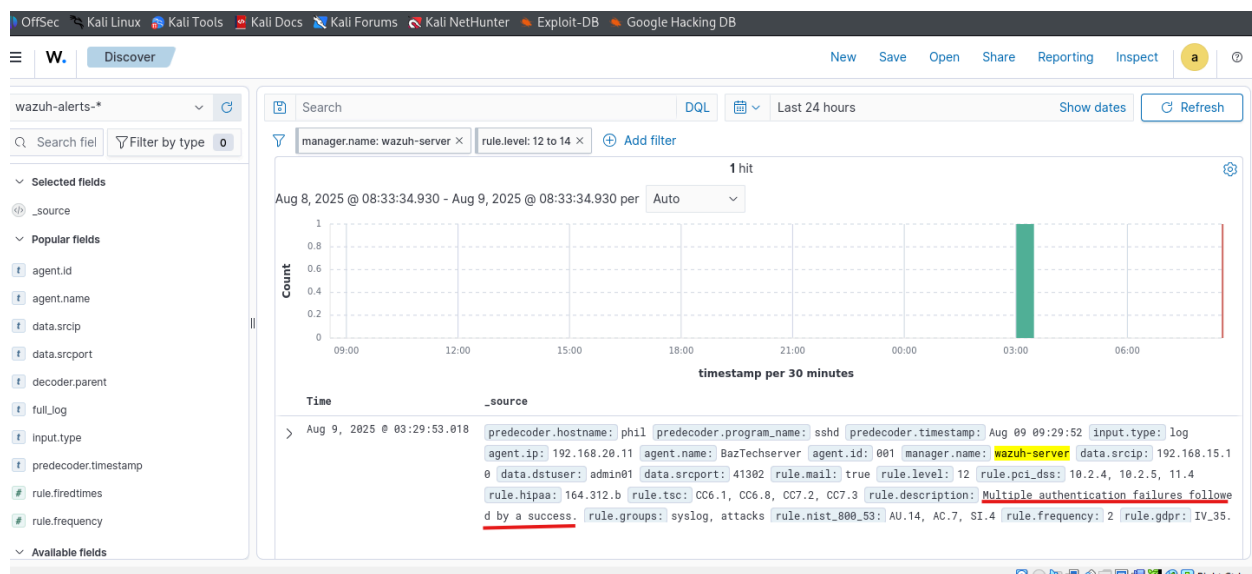 OffSec Kali Linux Kali Tools Kali Docs Kali Forums Kali NetHunter Exploit-DB Google Hacking DB
W. Discover New Save Open Share Reporting Inspect a
wazuh-alerts-*
Search DQL Last 24 hours Show dates Refresh
Search fiel Filter by type 0
manager.name: wazuh-server × rule.level: 12 to 14 × Add filter
1 hit
Selected fields
_source
Popular fields
t agent.id
t agent.name
t data.srcip
t data.srcport
t decoder.parent
t full_log
t input.type
t predecoder.timestamp
# rule.firedtimes
# rule.frequency
Available fields
Aug 8, 2025 @ 08:33:34.930 - Aug 9, 2025 @ 08:33:34.930 per Auto
Count
1
0.8
0.6
0.4
0.2
0
09:00 12:00 15:00 18:00 21:00 00:00 03:00 06:00
timestamp per 30 minutes
Time _source
Aug 9, 2025 @ 03:29:53.018 predecoder.hostname: phil predecoder.program_name: sshd predecoder.timestamp: Aug 09 09:29:52 input.type: log
agent.ip: 192.168.20.11 agent.name: BazTechserver agent.id: 001 manager.name: wazuh-server data.srcip: 192.168.15.1
0 data.dstuser: admin01 data.srcport: 41302 rule.mail: true rule.level: 12 rule.pci_dss: 10.2.4, 10.2.5, 11.4
rule.hipaa: 164.312.b rule.tsc: CC6.1, CC6.8, CC7.2, CC7.3 rule.description: Multiple authentication failures followe
d by a success. rule.groups: syslog, attacks rule.nist_800_53: AU.14, AC.7, SI.4 rule.frequency: 2 rule.gdpr: IV_35.